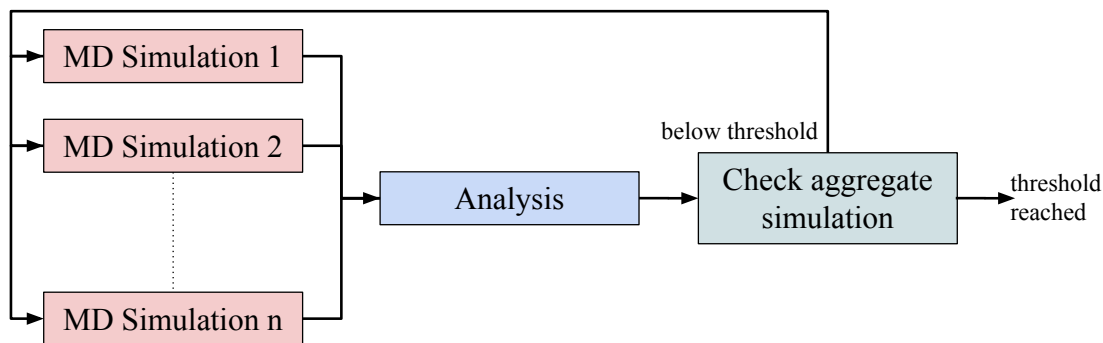 MD Simulation 1
MD Simulation 2
MD Simulation n
Analysis
below threshold
Check aggregate
simulation
threshold
reached